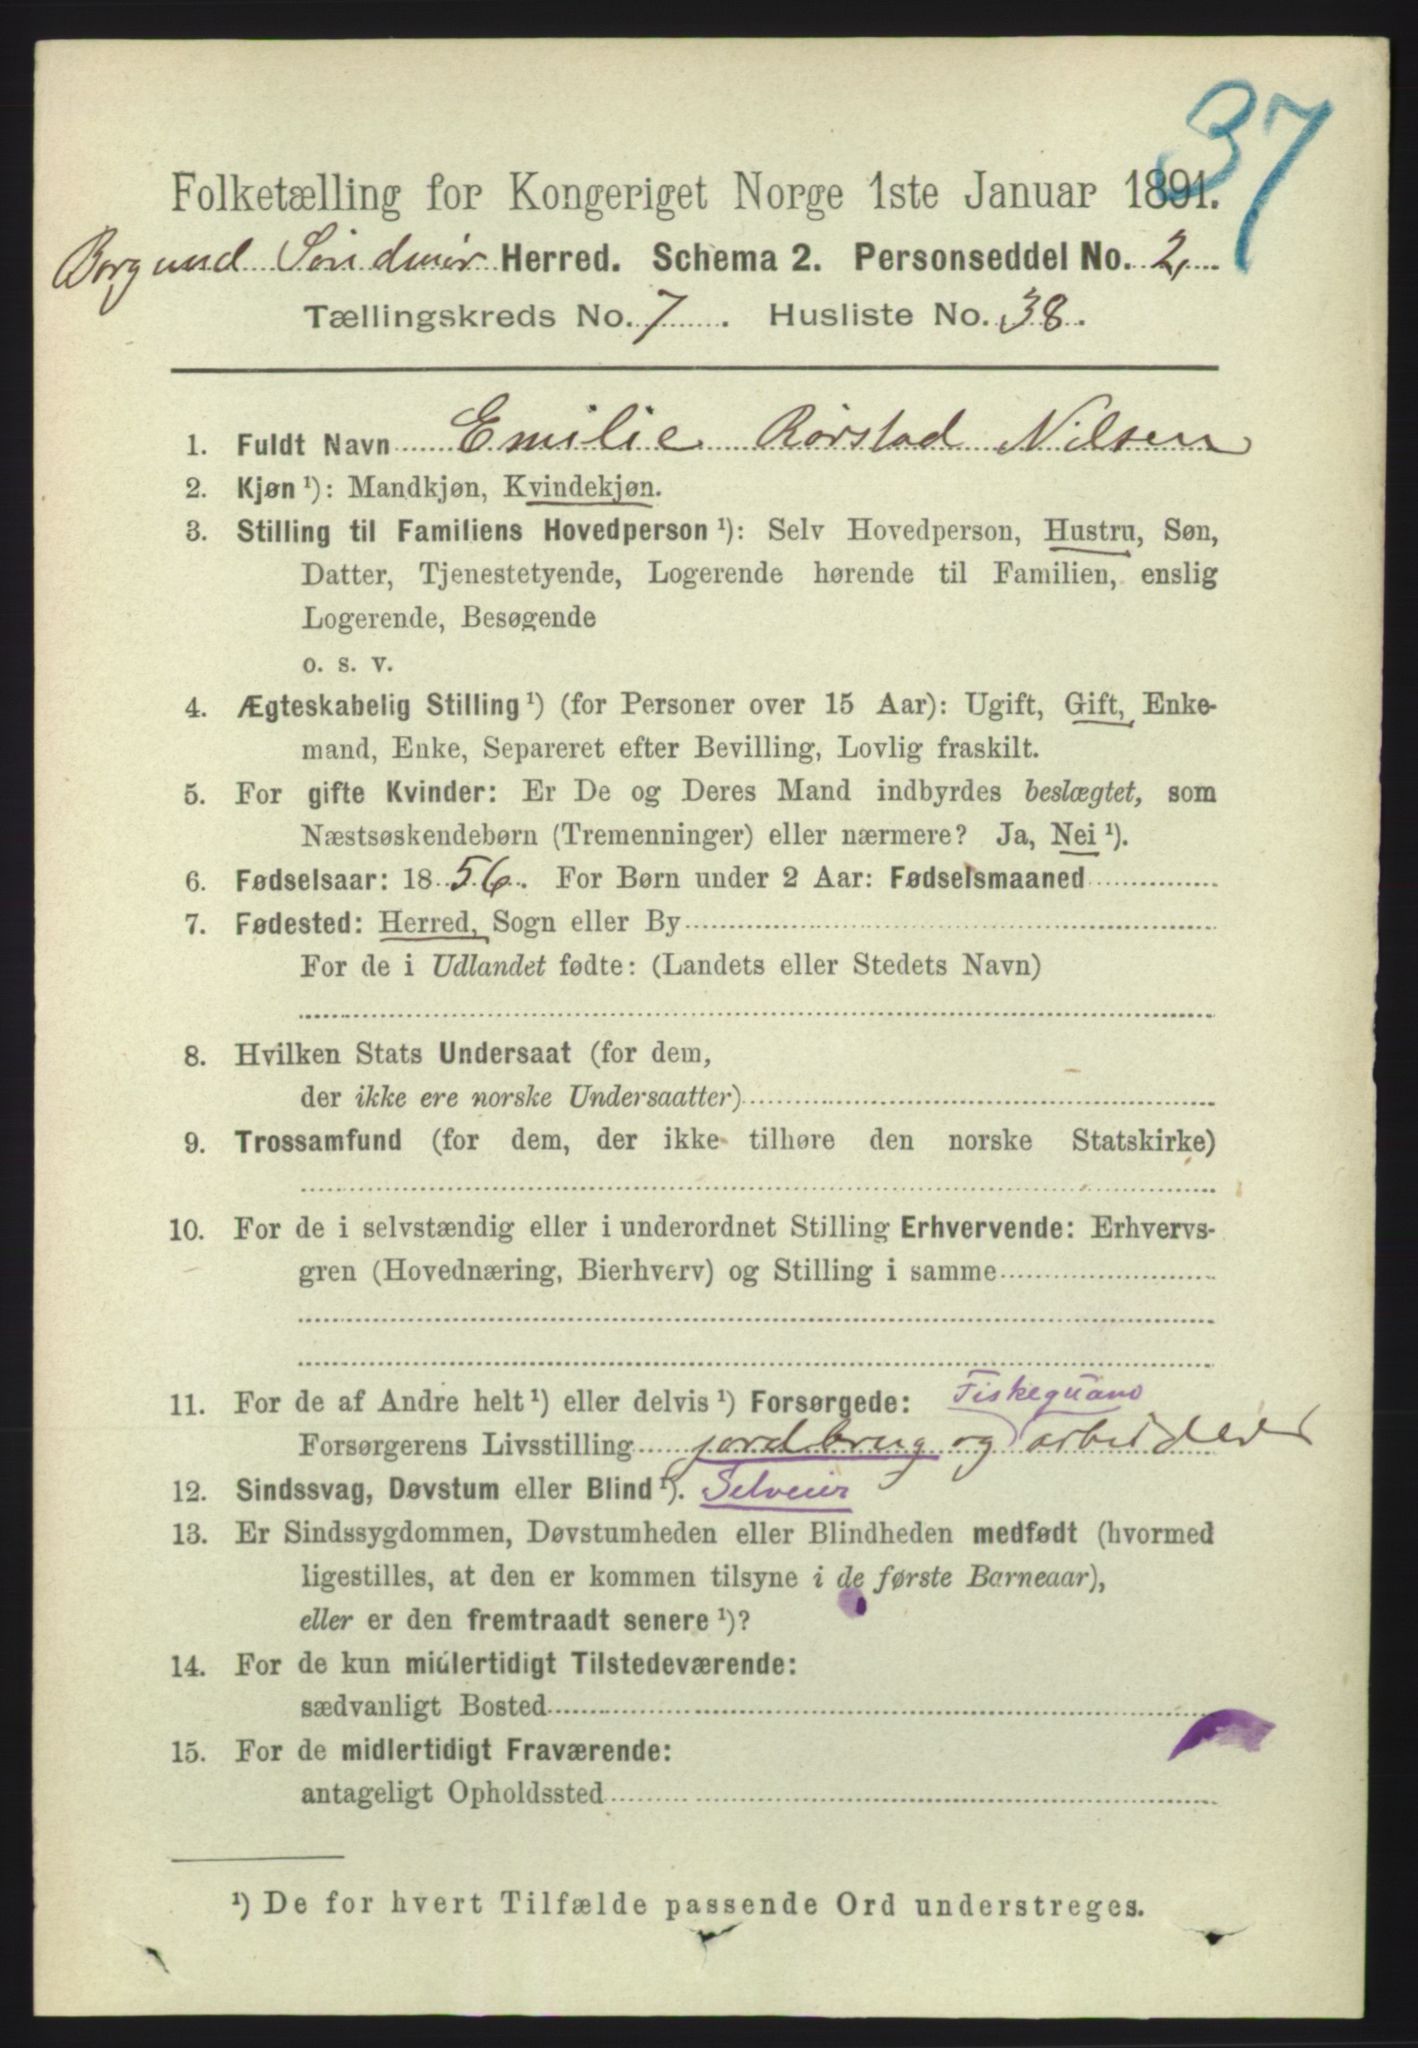 37
Folketælling for Kongeriget Norge 1ste Januar 1891.
Borgund Söndmör Herred. Schema 2. Personseddel No. 2,
Tællingskreds No. 7. Husliste No. 38.
1. Fuldt Navn Emilie Rörstad Nilsen
2. Kjøn ¹): Mandkjøn, Kvindekjøn.
3. Stilling til Familiens Hovedperson ¹): Selv Hovedperson, Hustru, Søn,
Datter, Tjenestetyende, Logerende hørende til Familien, enslig
Logerende, Besøgende
o. s. v.
4. Ægteskabelig Stilling ¹) (for Personer over 15 Aar): Ugift, Gift, Enke-
mand, Enke, Separeret efter Bevilling, Lovlig fraskilt.
5. For gifte Kvinder: Er De og Deres Mand indbyrdes beslægtet, som
Næstsøskendebørn (Tremenninger) eller nærmere? Ja, Nei ¹).
6. Fødselsaar: 1856. For Børn under 2 Aar: Fødselsmaaned
7. Fødested: Herred, Sogn eller By
For de i Udlandet fødte: (Landets eller Stedets Navn)
8. Hvilken Stats Undersaat (for dem,
der ikke ere norske Undersaatter)
9. Trossamfund (for dem, der ikke tilhøre den norske Statskirke)
10. For de i selvstændig eller i underordnet Stilling Erhvervende: Erhvervs-
gren (Hovednæring, Bierhverv) og Stilling i samme
11. For de af Andre helt ¹) eller delvis ¹) Forsørgede: Fiskeguano
Forsørgerens Livsstilling jordbrug og arbeider
12. Sindssvag, Døvstum eller Blind ¹). Selveier
13. Er Sindssygdommen, Døvstumheden eller Blindheden medfødt (hvormed
ligestilles, at den er kommen tilsyne i de første Barneaar),
eller er den fremtraadt senere ¹)?
14. For de kun midlertidigt Tilstedeværende:
sædvanligt Bosted
15. For de midlertidigt Fraværende:
antageligt Opholdssted
¹) De for hvert Tilfælde passende Ord understreges.